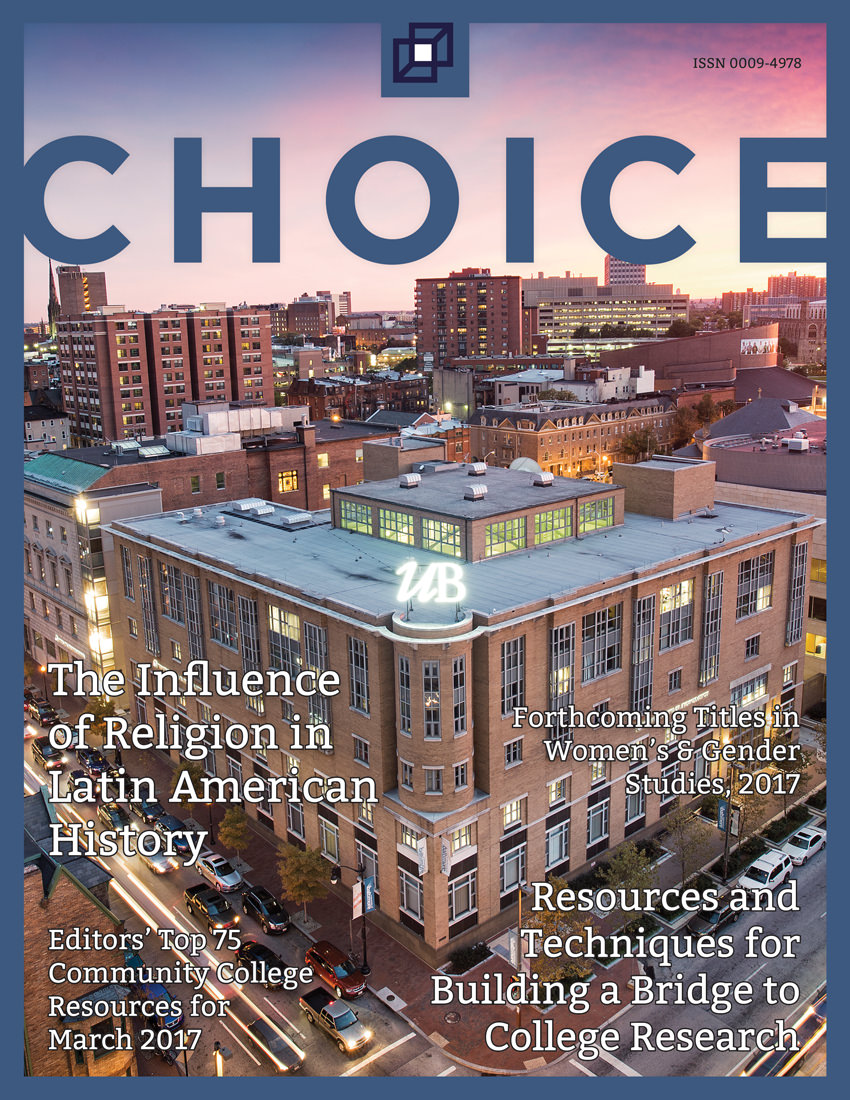 ISSN 0009-4978
CHOICE
UB
The Influence
of Religion in
Latin American
History
Forthcoming Titles in
Women's & Gender
Studies, 2017
Editors' Top 75
Community College
Resources for
March 2017
Resources and
Techniques for
Building a Bridge to
College Research